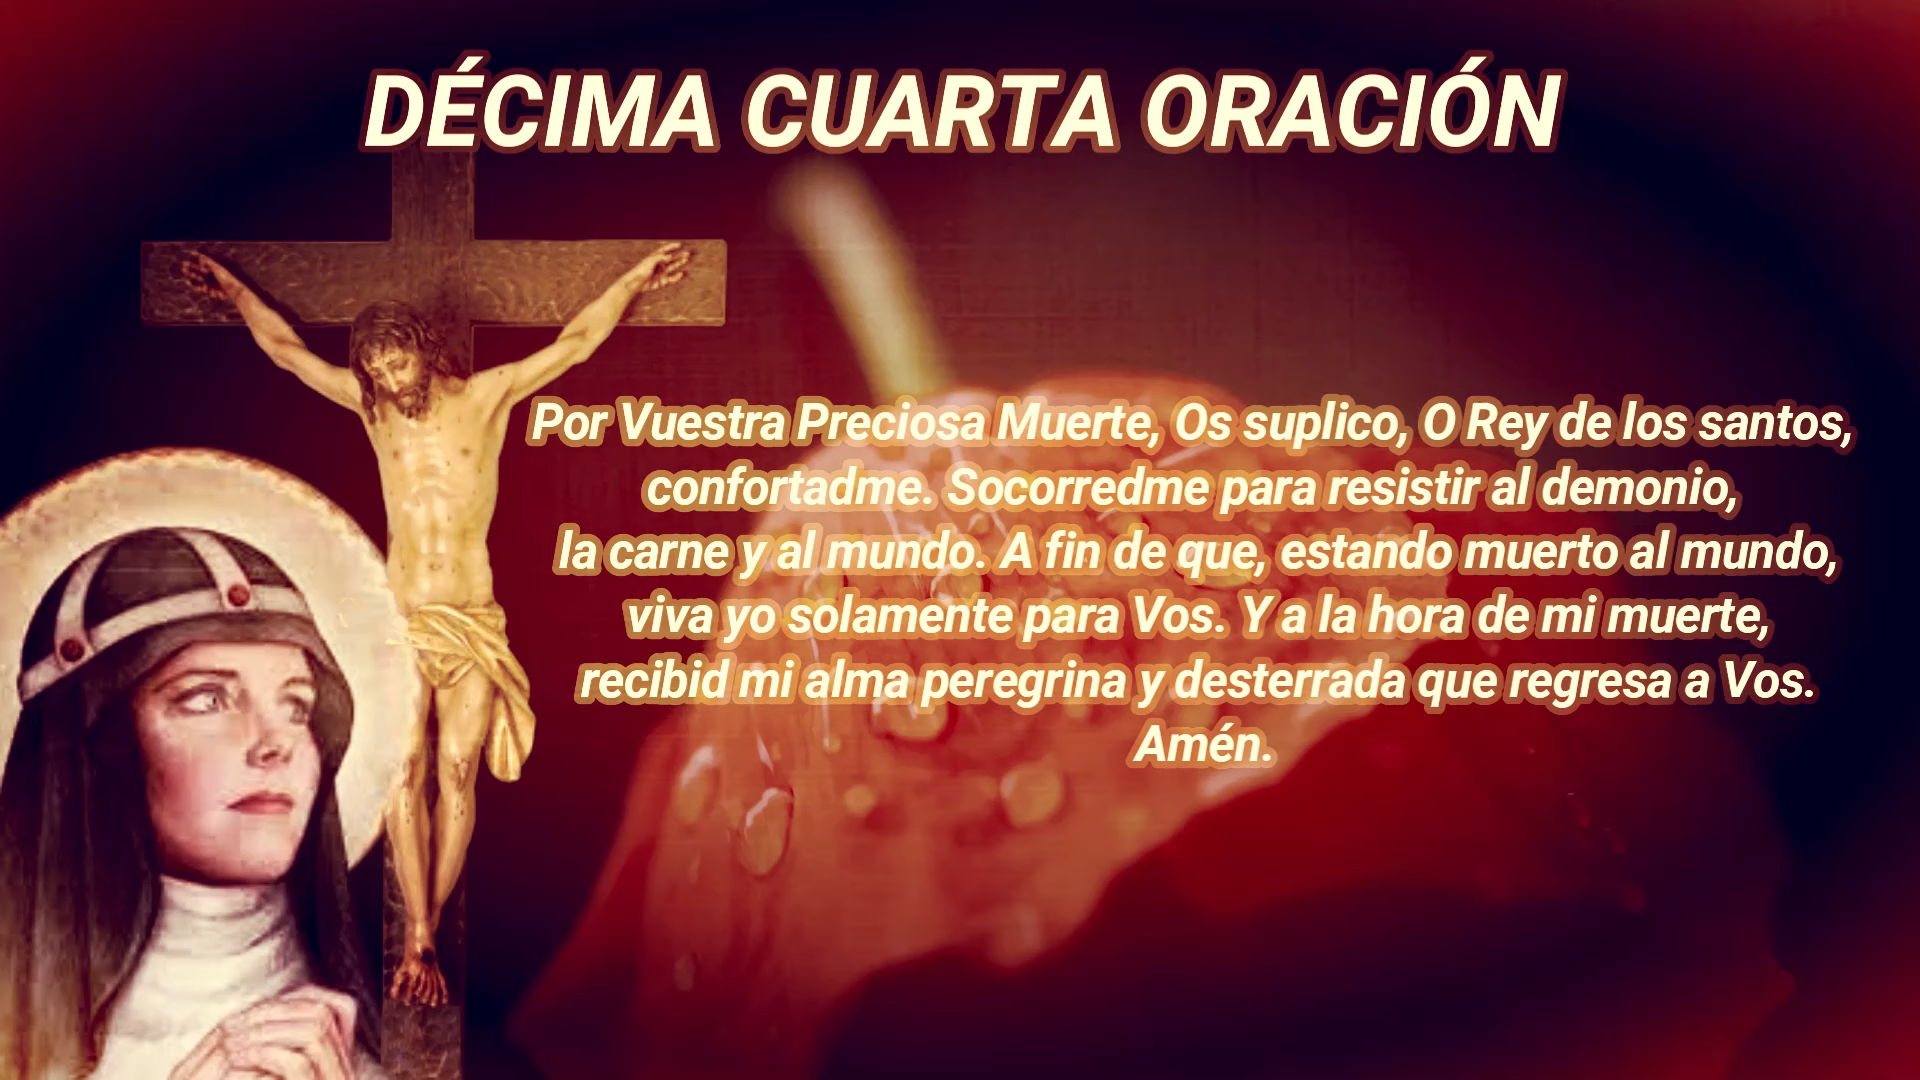 DÉCIMA CUARTA ORACIÓN
Por Vuestra Preciosa Muerte, Os suplico, O Rey de los santos,
confortadme. Socorredme para resistir al demonio,
la carne y al mundo. A fin de que, estando muerto al mundo,
viva yo solamente para Vos. Y a la hora de mi muerte,
recibid mi alma peregrina y desterrada que regresa a Vos.
Amén.